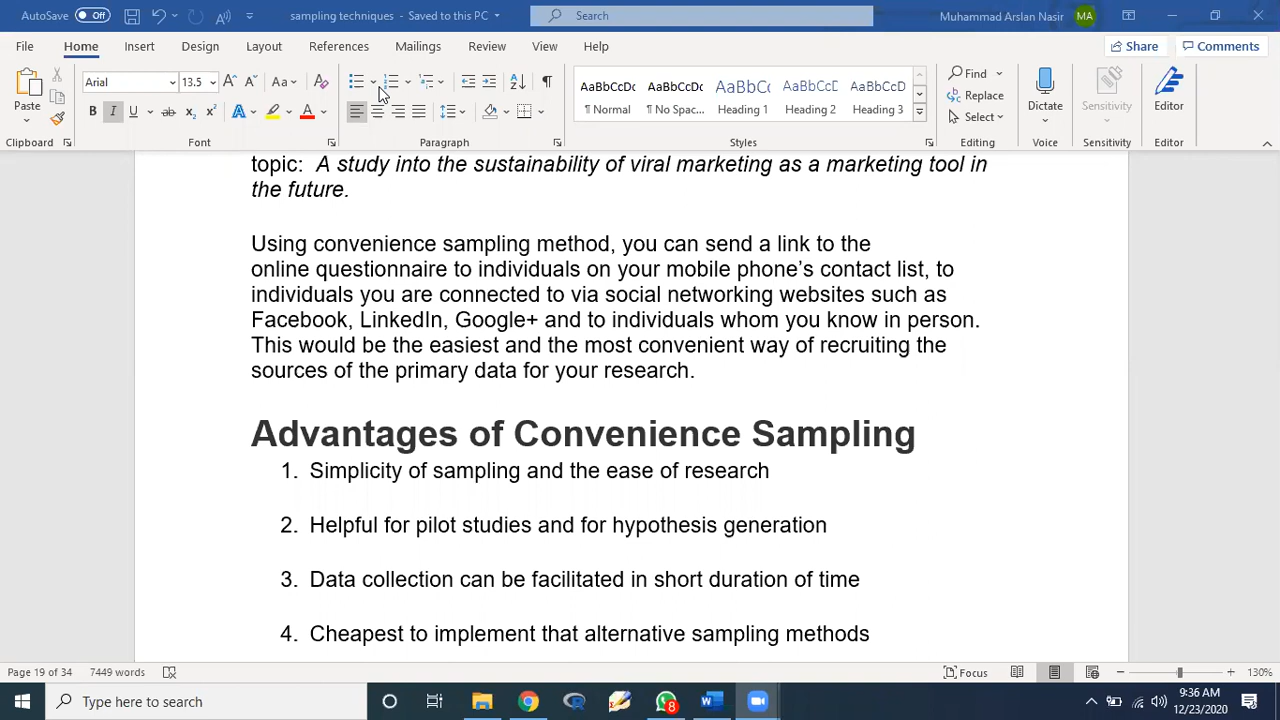 AutoSave Off sampling techniques - Saved to this PC Search Muhammad Arslan Nasir MA
File Home Insert Design Layout References Mailings Review View Help Share Comments
Paste Arial 13.5 Aa AaBbCcDc AaBbCcDc AaBbCc AaBbCcD AaBbCcD Find Replace Select Dictate Sensitivity Editor
¶ Normal ¶ No Spac... Heading 1 Heading 2 Heading 3
Clipboard Font Paragraph Styles Editing Voice Sensitivity Editor
topic: A study into the sustainability of viral marketing as a marketing tool in
the future.
Using convenience sampling method, you can send a link to the
online questionnaire to individuals on your mobile phone’s contact list, to
individuals you are connected to via social networking websites such as
Facebook, LinkedIn, Google+ and to individuals whom you know in person.
This would be the easiest and the most convenient way of recruiting the
sources of the primary data for your research.
Advantages of Convenience Sampling
1. Simplicity of sampling and the ease of research
2. Helpful for pilot studies and for hypothesis generation
3. Data collection can be facilitated in short duration of time
4. Cheapest to implement that alternative sampling methods
Page 19 of 34 7449 words Focus 130%
Type here to search 8 9:36 AM
12/23/2020